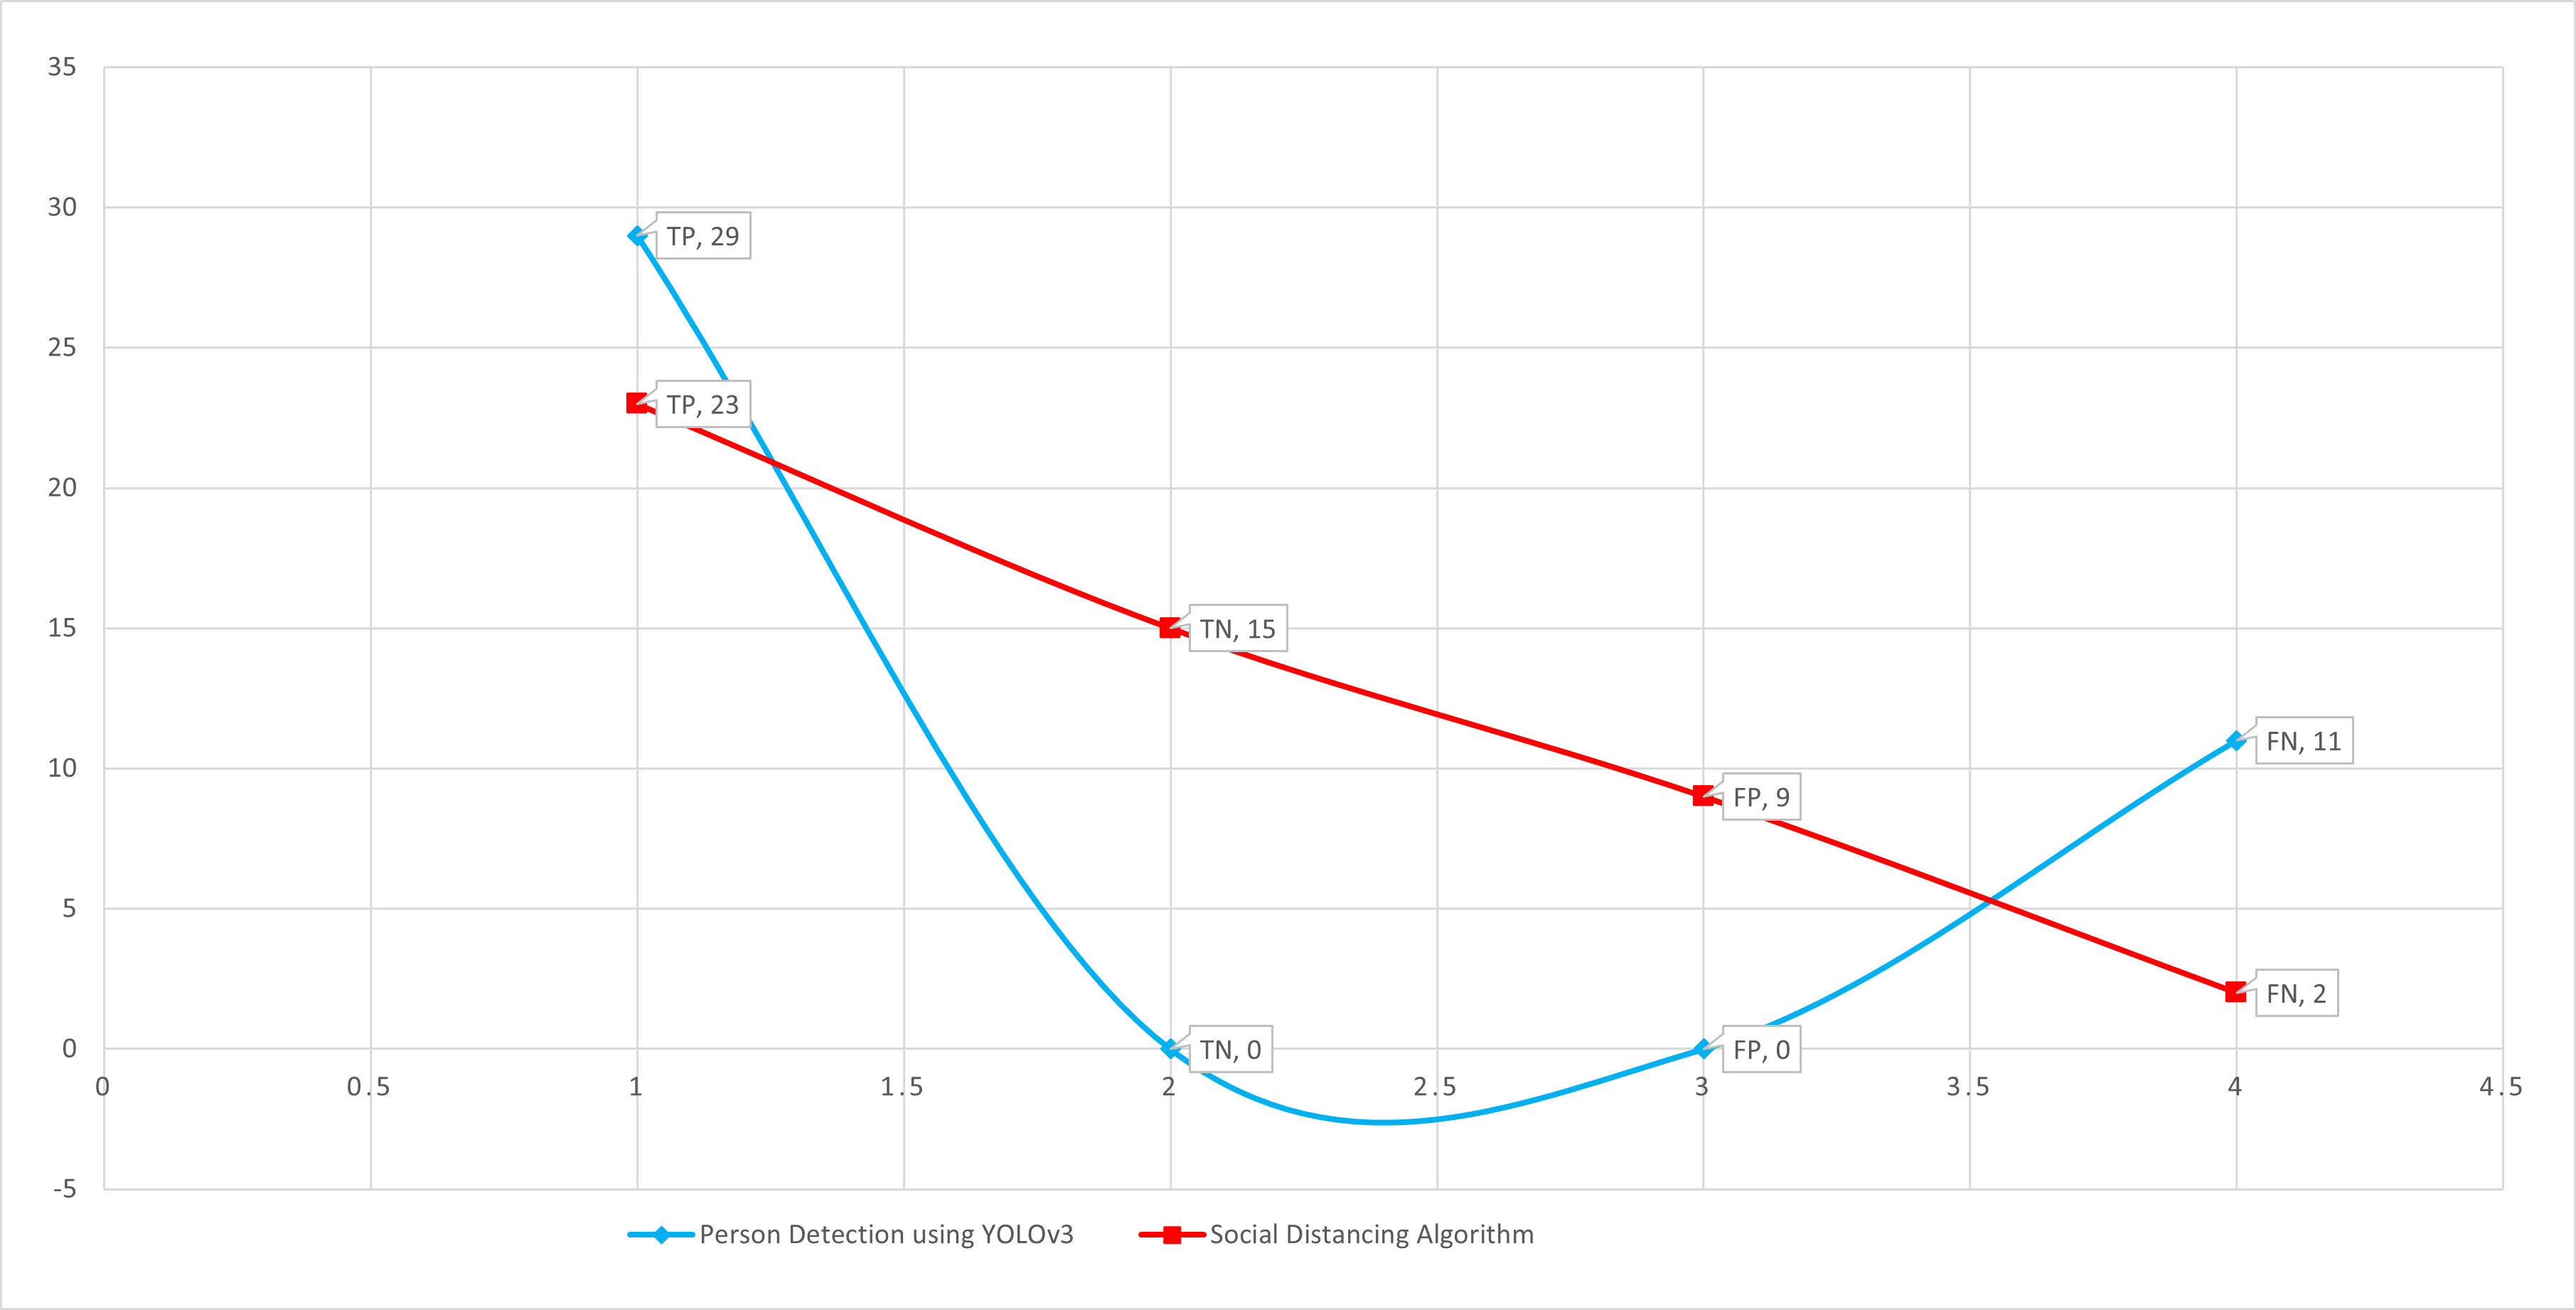 35
30
TP, 29
25
TP, 23
20
15
TN, 15
FN, 11
10
FP, 9
5
FN, 2
0
TN, 0
FP, 0
0 0.5 1 1.5 2 2.5 3 3.5 4 4.5
-5
Person Detection using YOLOv3 Social Distancing Algorithm